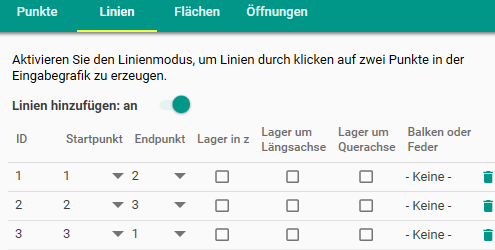 Punkte Linien Flächen Öffnungen
Aktivieren Sie den Linienmodus, um Linien durch klicken auf zwei Punkte in der
Eingabegrafik zu erzeugen.
Linien hinzufügen: an
ID Startpunkt Endpunkt Lager in z Lager um Längsachse Lager um Querachse Balken oder Feder
1 1 2 - Keine -
2 2 3 - Keine -
3 3 1 - Keine -